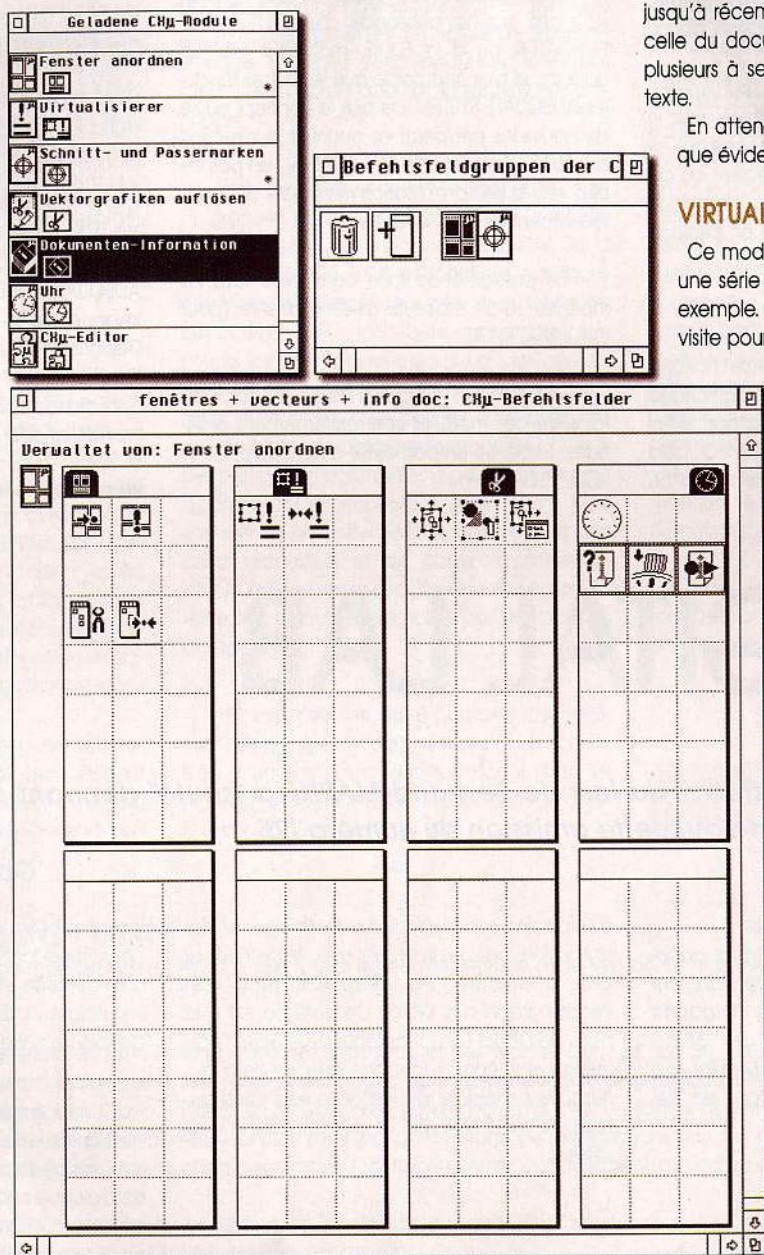 Geladene CXµ-Module
Fenster anordnen
*
Virtualisierer
Schnitt- und Passermarken
*
Vektorgrafiken auflösen
Dokumenten-Information
Uhr
CXµ-Editor
jusqu'à récen
celle du docu
plusieurs à se
texte.
En atten
que évide
Befehlsfeldgruppen der C
VIRTUAL
Ce mod
une série
exemple.
visite pour
fenêtres + vecteurs + info doc: CXµ-Befehlsfelder
Verwaltet von: Fenster anordnen